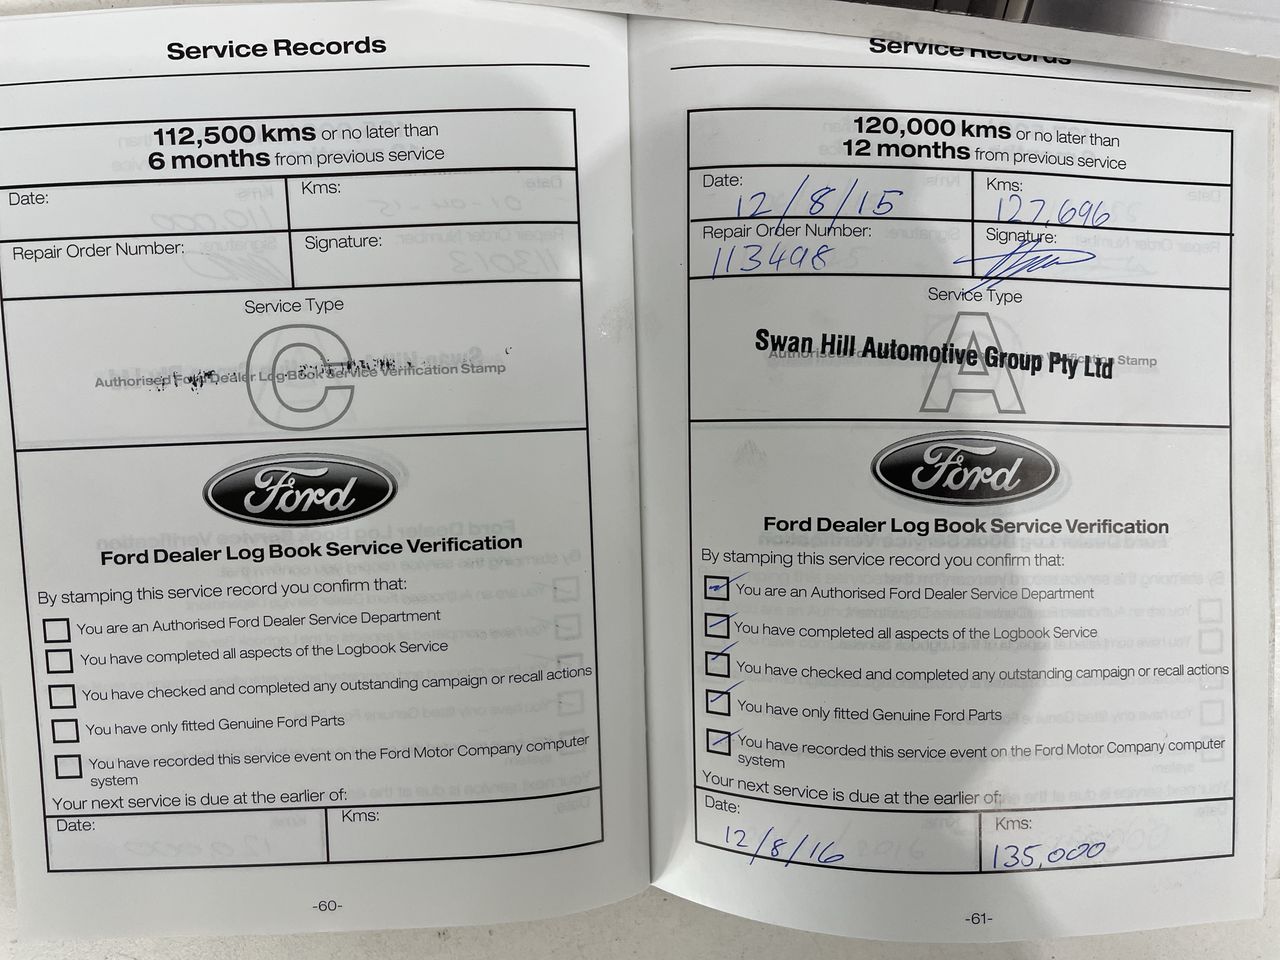 Service Records
112,500 kms or no later than
6 months from previous service
Date:
Kms:
Repair Order Number:
Signature:
Service Type
C
Authorised Ford Dealer Log Book Service Verification Stamp
Ford
Ford Dealer Log Book Service Verification
By stamping this service record you confirm that:
You are an Authorised Ford Dealer Service Department
You have completed all aspects of the Logbook Service
You have checked and completed any outstanding campaign or recall actions
You have only fitted Genuine Ford Parts
You have recorded this service event on the Ford Motor Company computer
system
Your next service is due at the earlier of:
Date:
Kms:
-60-
Service Records
120,000 kms or no later than
12 months from previous service
Date:
12/8/15
Kms:
127,696
Repair Order Number:
113498
Signature:
Service Type
A
Swan Hill Automotive Group Pty Ltd
Stamp
Ford
Ford Dealer Log Book Service Verification
By stamping this service record you confirm that:
You are an Authorised Ford Dealer Service Department
You have completed all aspects of the Logbook Service
You have checked and completed any outstanding campaign or recall actions
You have only fitted Genuine Ford Parts
You have recorded this service event on the Ford Motor Company computer
system
Your next service is due at the earlier of:
Date:
12/8/16
Kms:
135,000
-61-